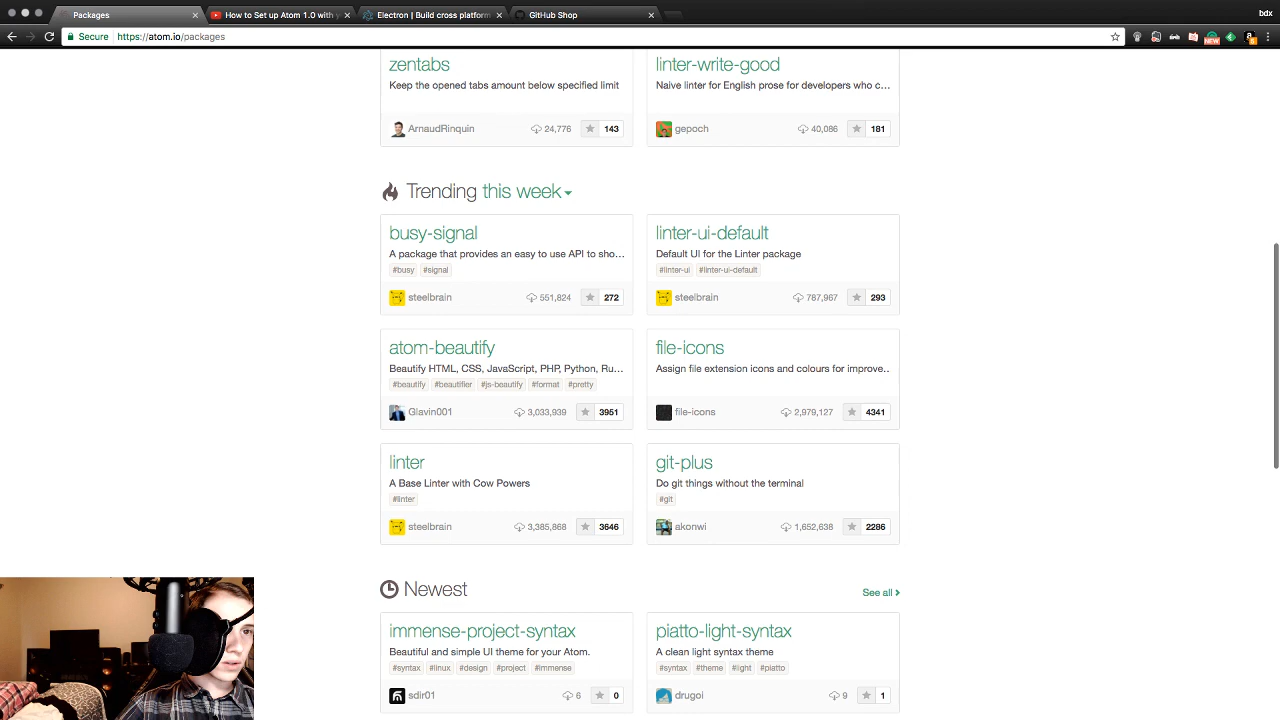 Packages
How to Set up Atom 1.0 with y
Electron | Build cross platform
GitHub Shop
bdx
Secure
https://atom.io/packages
NEW
zentabs
Keep the opened tabs amount below specified limit
ArnaudRinquin 24,776 143
linter-write-good
Naive linter for English prose for developers who c...
gepoch 40,086 181
Trending this week
busy-signal
A package that provides an easy to use API to sho...
#busy #signal
steelbrain 551,824 272
linter-ui-default
Default UI for the Linter package
#linter-ui #linter-ui-default
steelbrain 787,967 293
atom-beautify
Beautify HTML, CSS, JavaScript, PHP, Python, Ru...
#beautify #beautifier #js-beautify #format #pretty
Glavin001 3,033,939 3951
file-icons
Assign file extension icons and colours for improve..
file-icons 2,979,127 4341
linter
A Base Linter with Cow Powers
#linter
steelbrain 3,385,868 3646
git-plus
Do git things without the terminal
#git
akonwi 1,652,638 2286
Newest
See all
immense-project-syntax
Beautiful and simple UI theme for your Atom.
#syntax #linux #design #project #immense
sdir01 6 0
piatto-light-syntax
A clean light syntax theme
#syntax #theme #light #piatto
drugoi 9 1